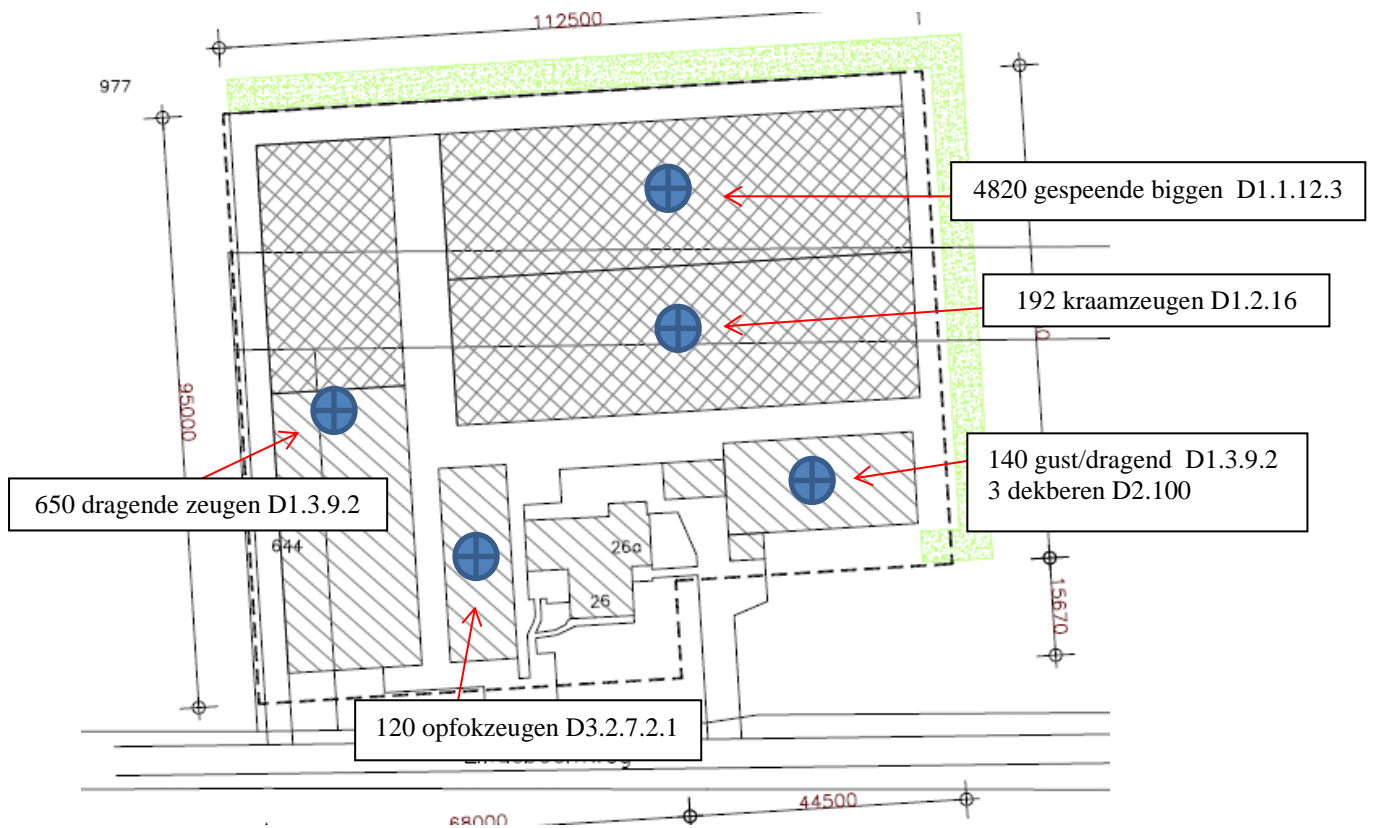 112500
977
4820 gespeende biggen D1.1.12.3
192 kraamzeugen D1.2.16
95000
140 gust/dragend D1.3.9.2
3 dekberen D2.100
650 dragende zeugen D1.3.9.2
644
26a
26
15670
120 opfokzeugen D3.2.7.2.1
44500
68000